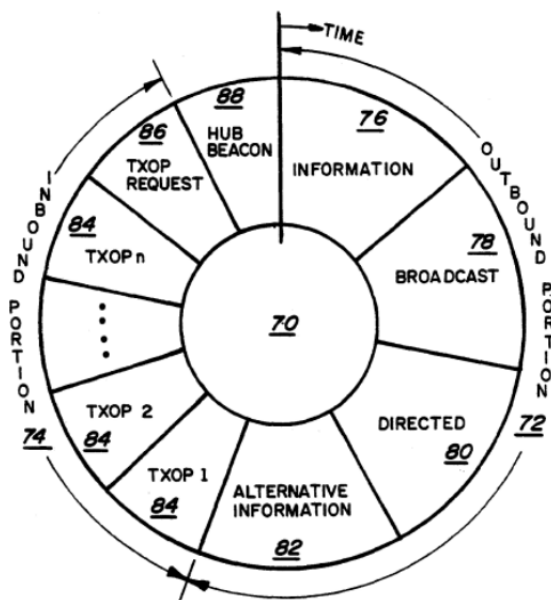 TIME
88
HUB
BEACON
76
INFORMATION
OUTBOUND PORTION
72
78
BROADCAST
DIRECTED
80
ALTERNATIVE
INFORMATION
82
TXOP 1
84
TXOP 2
84
TXOP n
84
86
TXOP
REQUEST
INBOUND PORTION
74
70